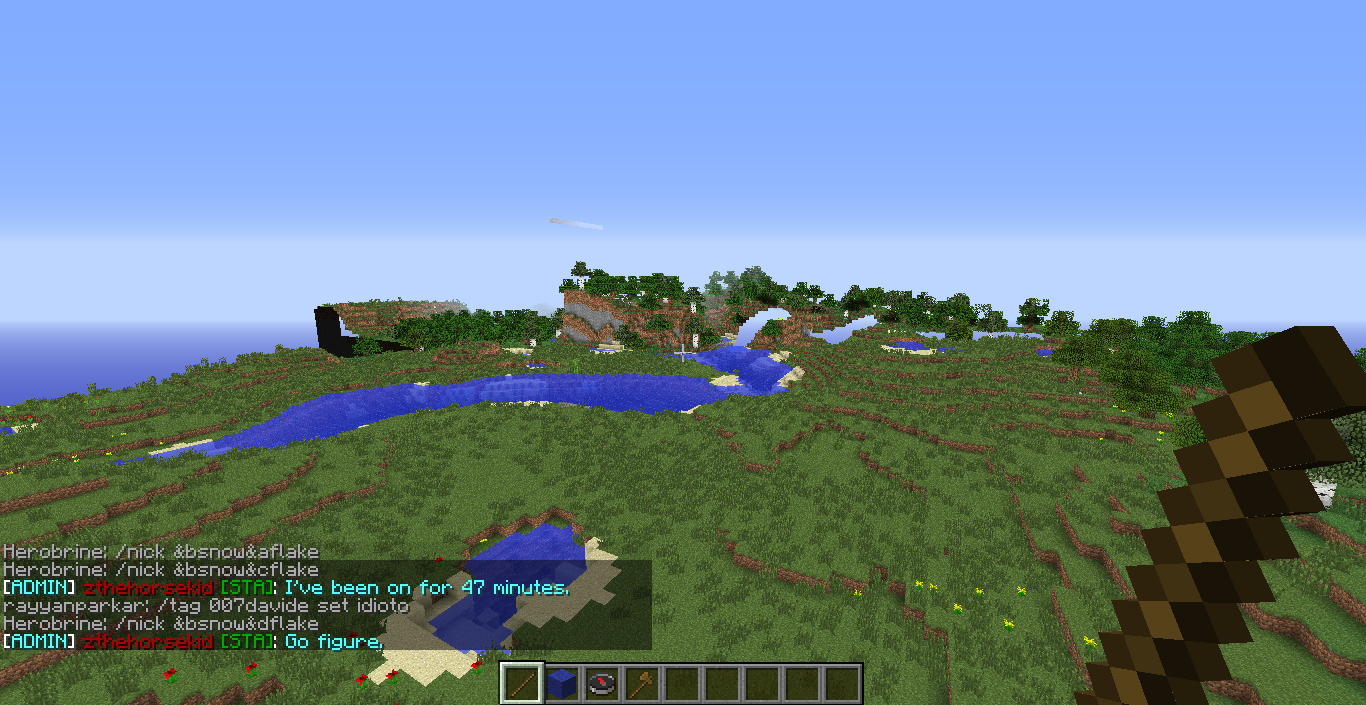 Herobrine: /nick &bsnow&aflake
Herobrine: /nick &bsnow&cflake
[ADMIN] zthehorsekid [STA]: I've been on for 47 minutes.
rayyanparkar: /tag 007davide set idioto
Herobrine: /nick &bsnow&dflake
[ADMIN] zthehorsekid [STA]: Go figure.